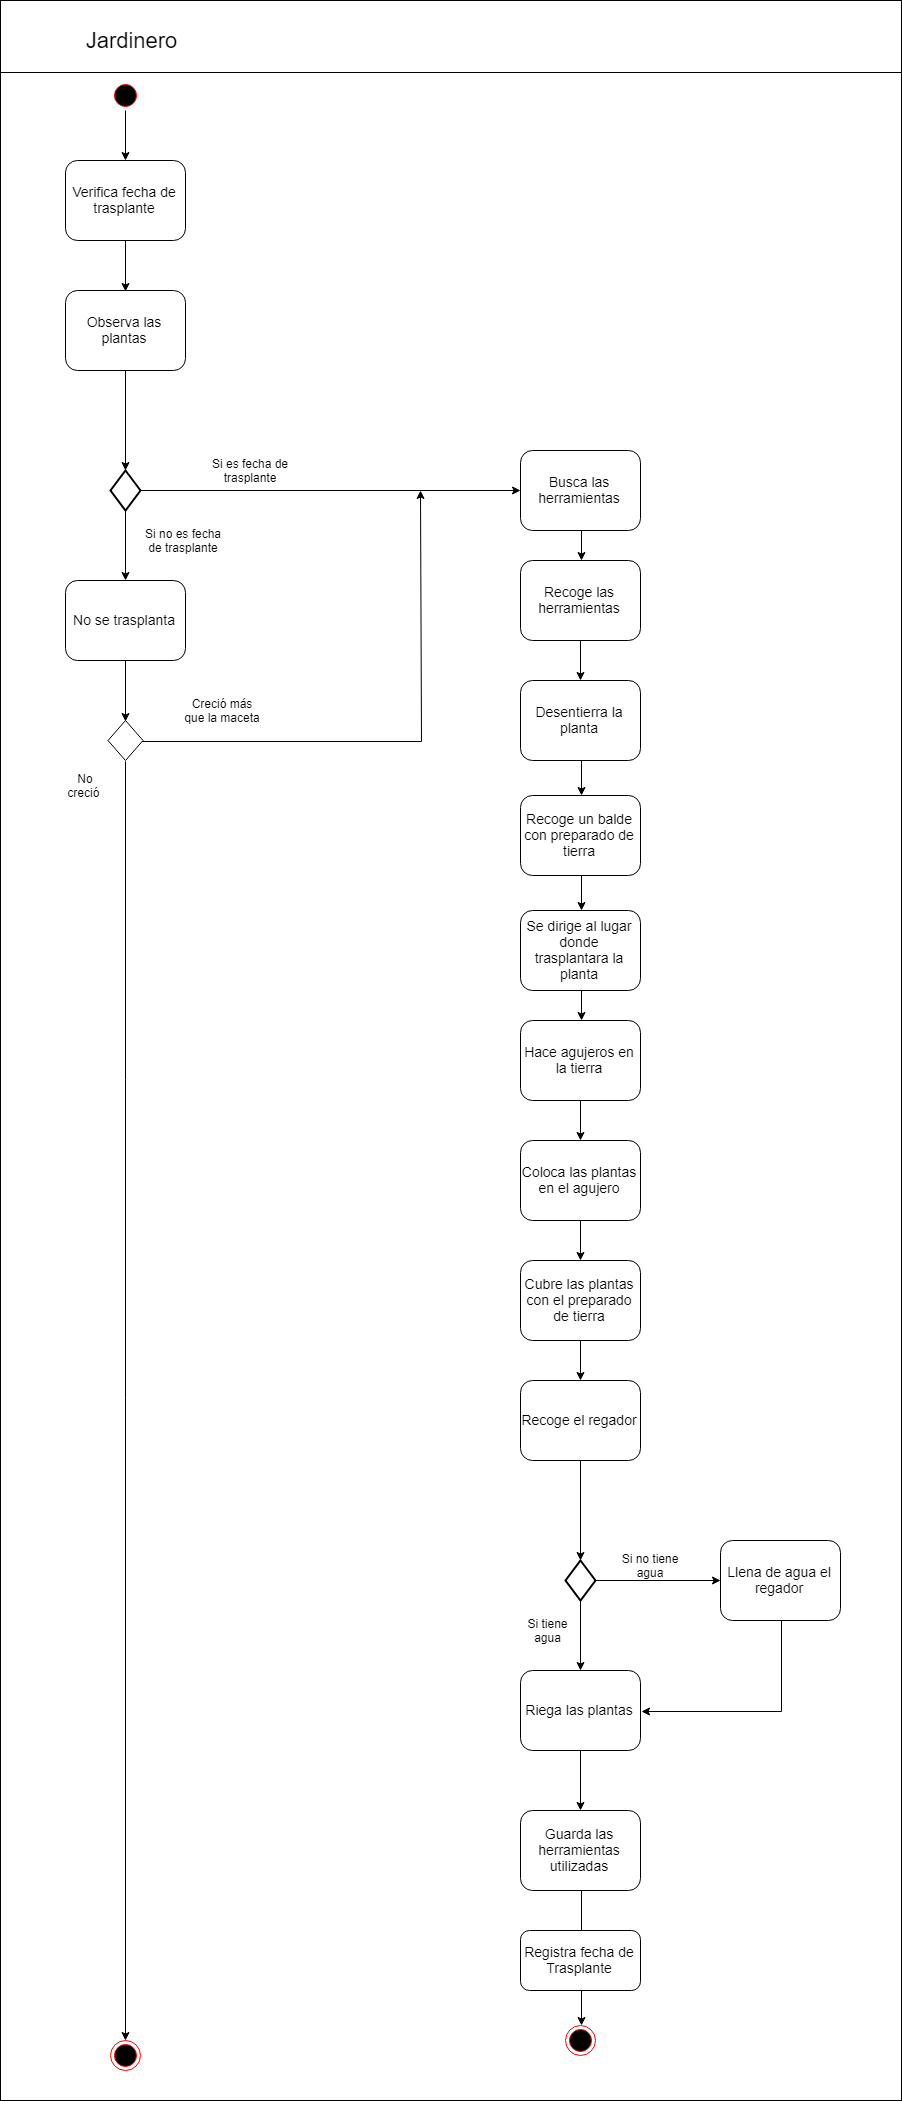 Jardinero
Verifica fecha de
trasplante
Observa las
plantas
Si es fecha de
trasplante
Busca las
herramientas
Si no es fecha
de trasplante
Recoge las
herramientas
No se trasplanta
Creció más
que la maceta
Desentierra la
planta
No
creció
Recoge un balde
con preparado de
tierra
Se dirige al lugar
donde
trasplantara la
planta
Hace agujeros en
la tierra
Coloca las plantas
en el agujero
Cubre las plantas
con el preparado
de tierra
Recoge el regador
Si no tiene
agua
Llena de agua el
regador
Si tiene
agua
Riega las plantas
Guarda las
herramientas
utilizadas
Registra fecha de
Trasplante